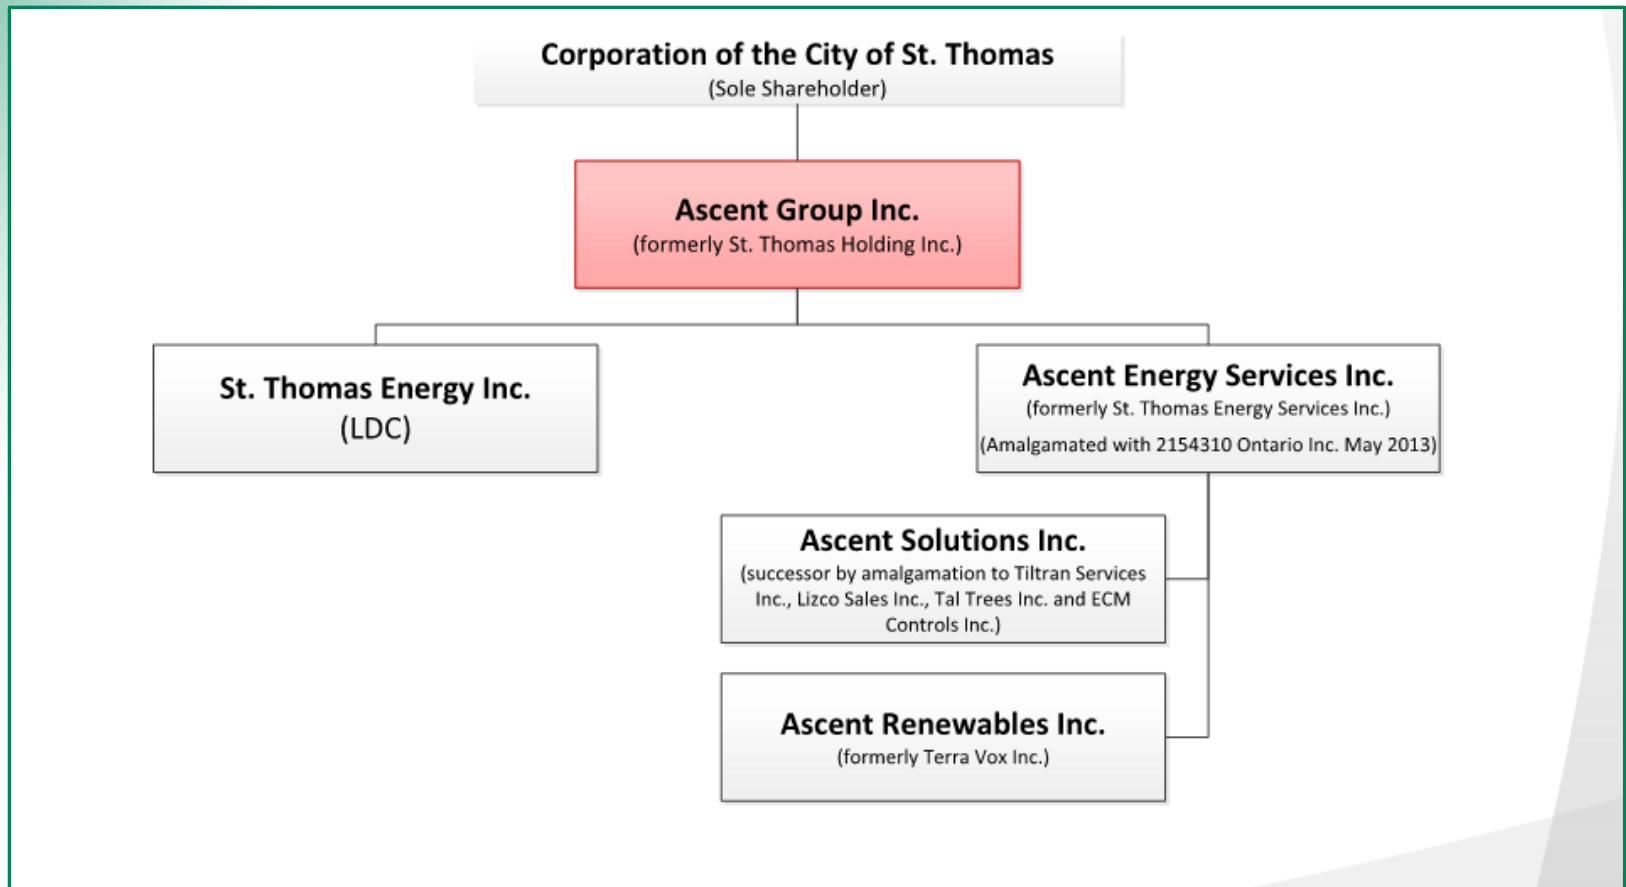 Corporation of the City of St. Thomas
(Sole Shareholder)
Ascent Group Inc.
(formerly St. Thomas Holding Inc.)
St. Thomas Energy Inc.
(LDC)
Ascent Energy Services Inc.
(formerly St. Thomas Energy Services Inc.)
(Amalgamated with 2154310 Ontario Inc. May 2013)
Ascent Solutions Inc.
(successor by amalgamation to Tiltran Services
Inc., Lizco Sales Inc., Tal Trees Inc. and ECM
Controls Inc.)
Ascent Renewables Inc.
(formerly Terra Vox Inc.)